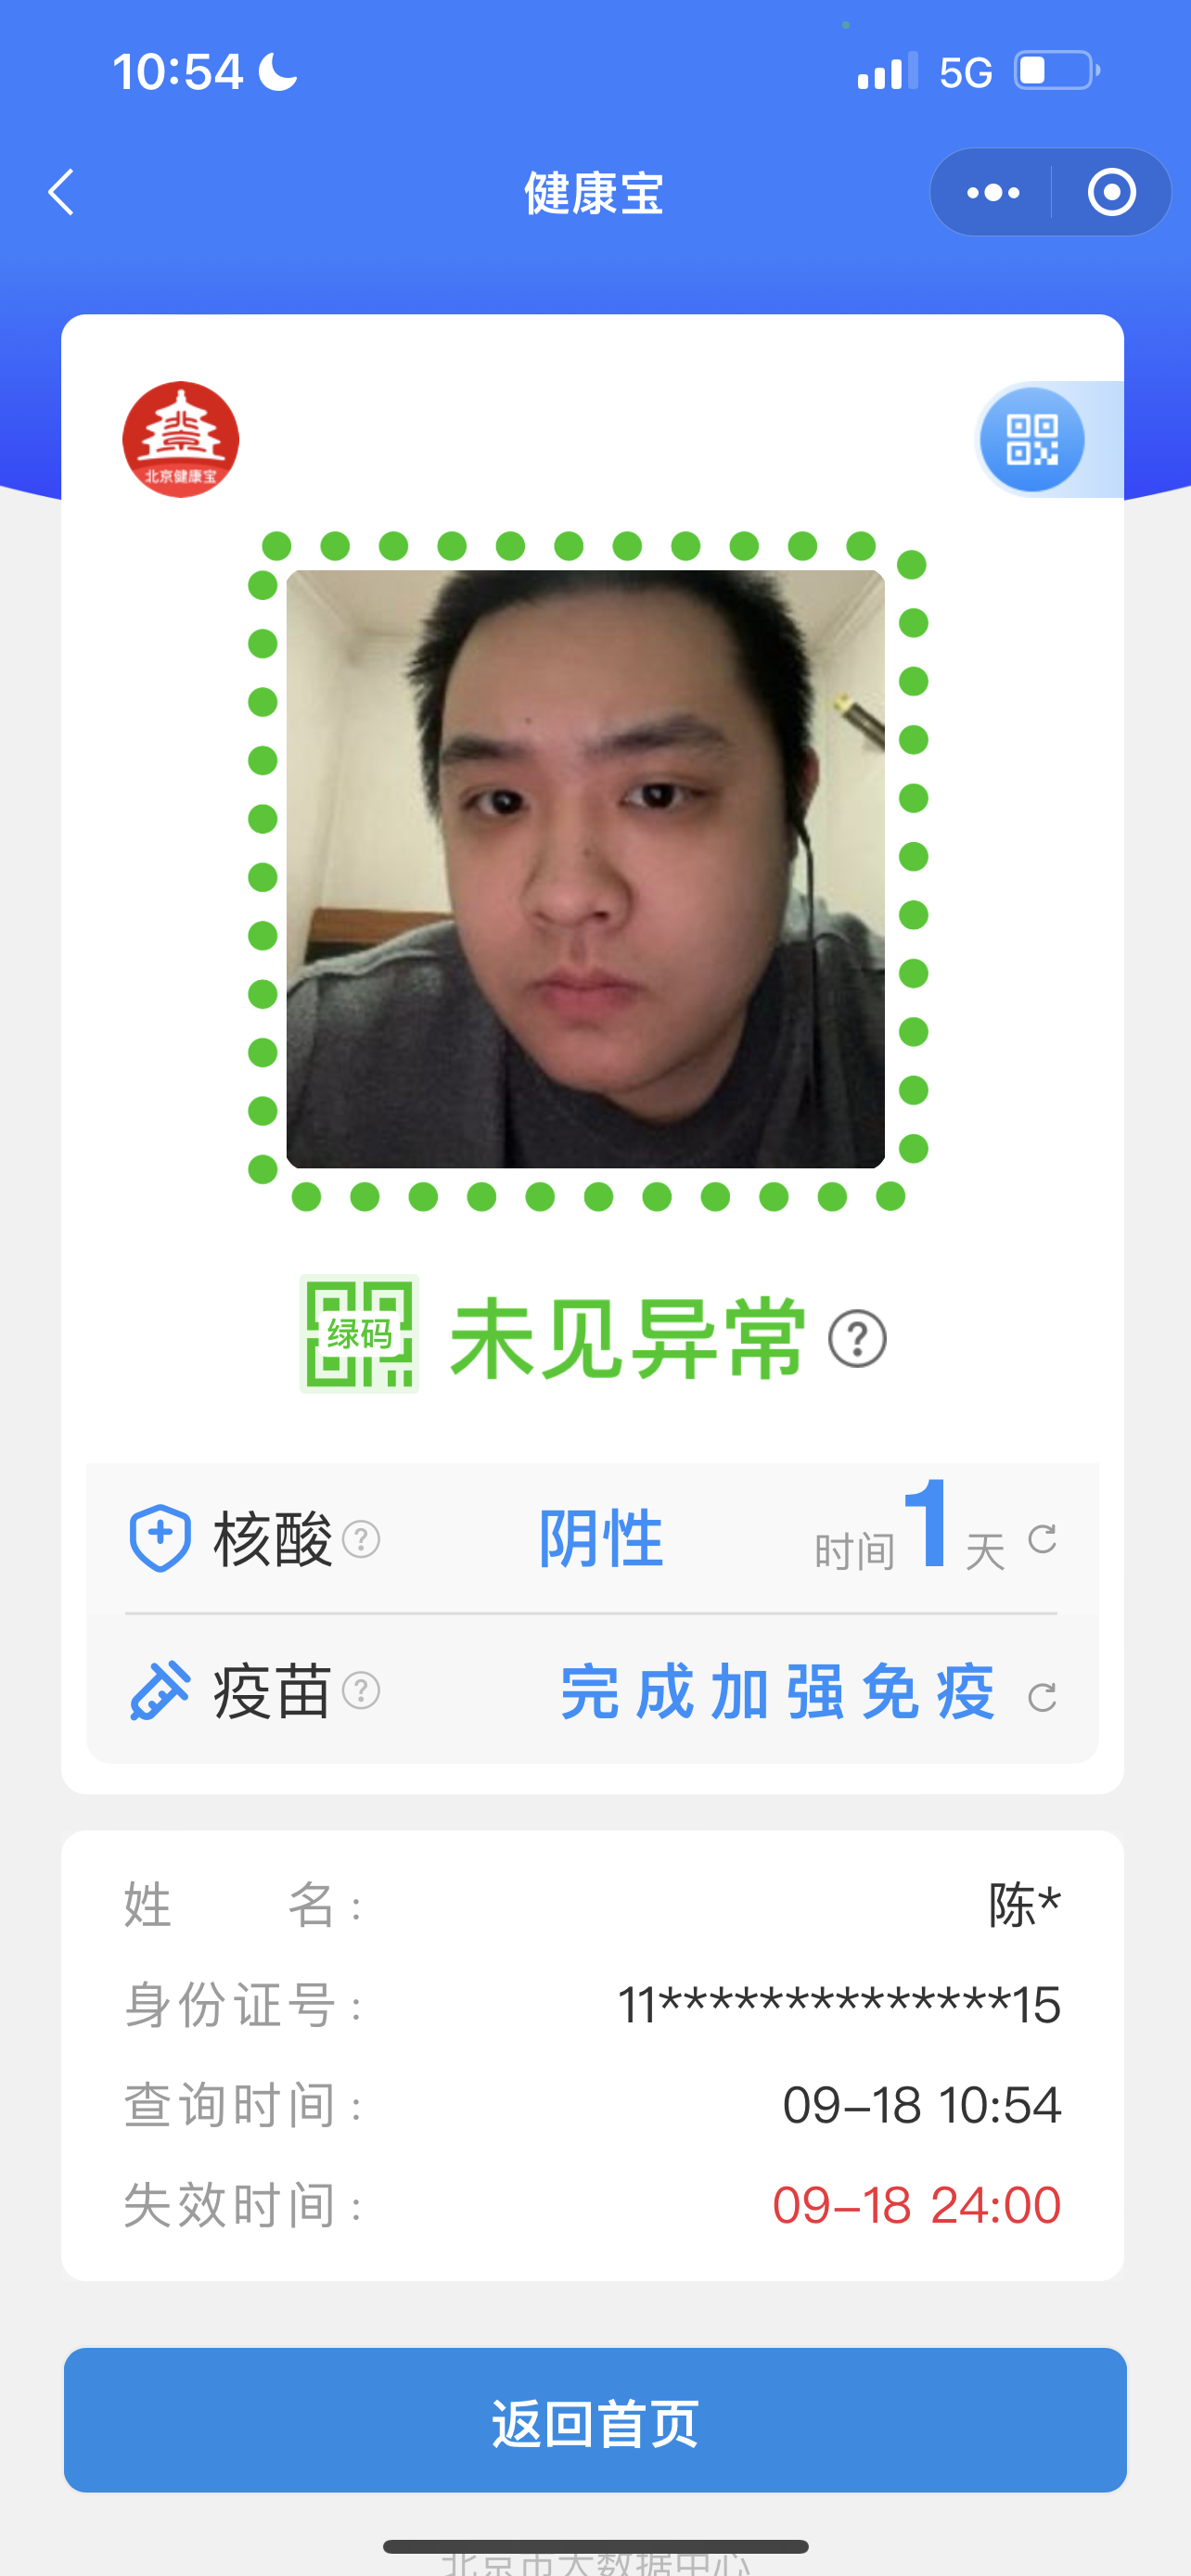 10:54
5G
健康宝
北京健康宝
绿码
未见异常 ?
核酸 ? 阴性 时间 1 天
疫苗 ? 完成加强免疫
姓名: 陈*
身份证号: 11**************15
查询时间: 09-18 10:54
失效时间: 09-18 24:00
返回首页
北京市大数据中心